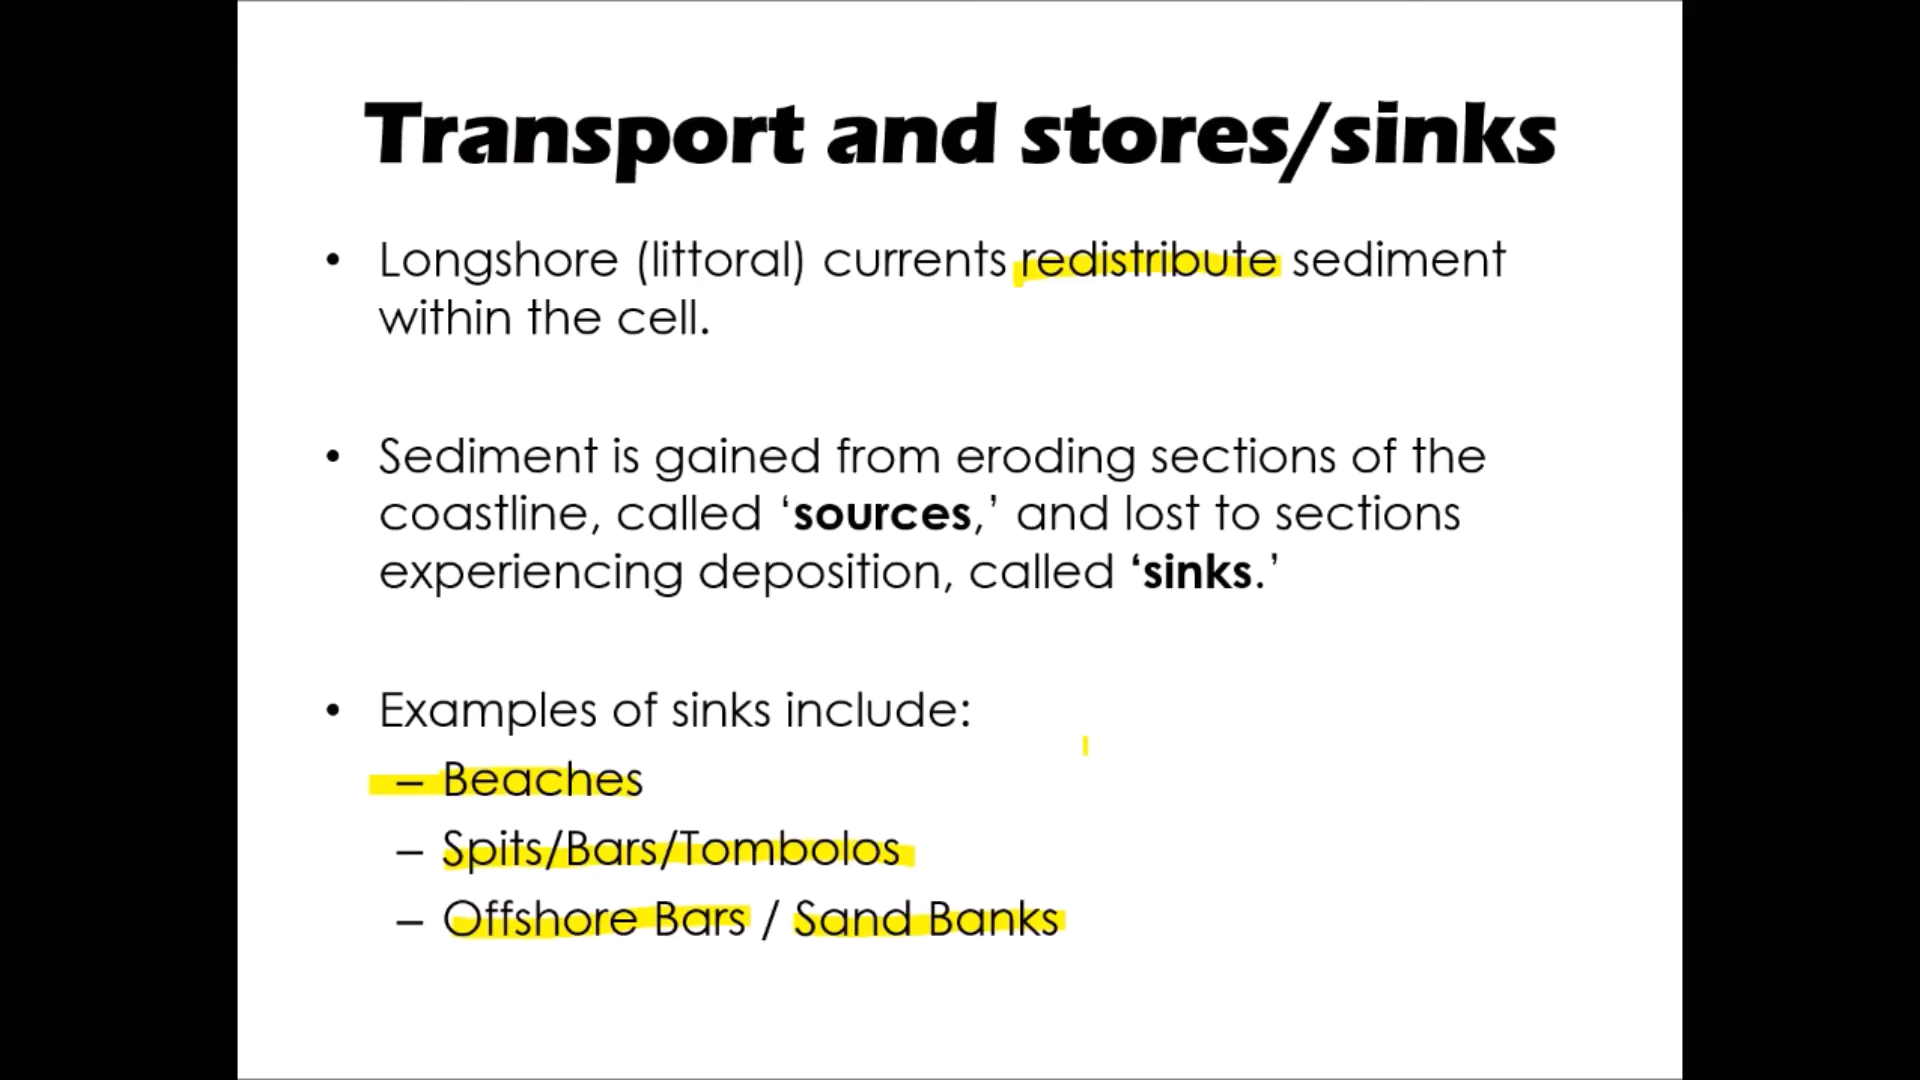 Transport and stores/sinks
• Longshore (littoral) currents redistribute sediment
within the cell.
• Sediment is gained from eroding sections of the
coastline, called ‘sources,’ and lost to sections
experiencing deposition, called ‘sinks.’
• Examples of sinks include:
– Beaches
– Spits/Bars/Tombolos
– Offshore Bars / Sand Banks